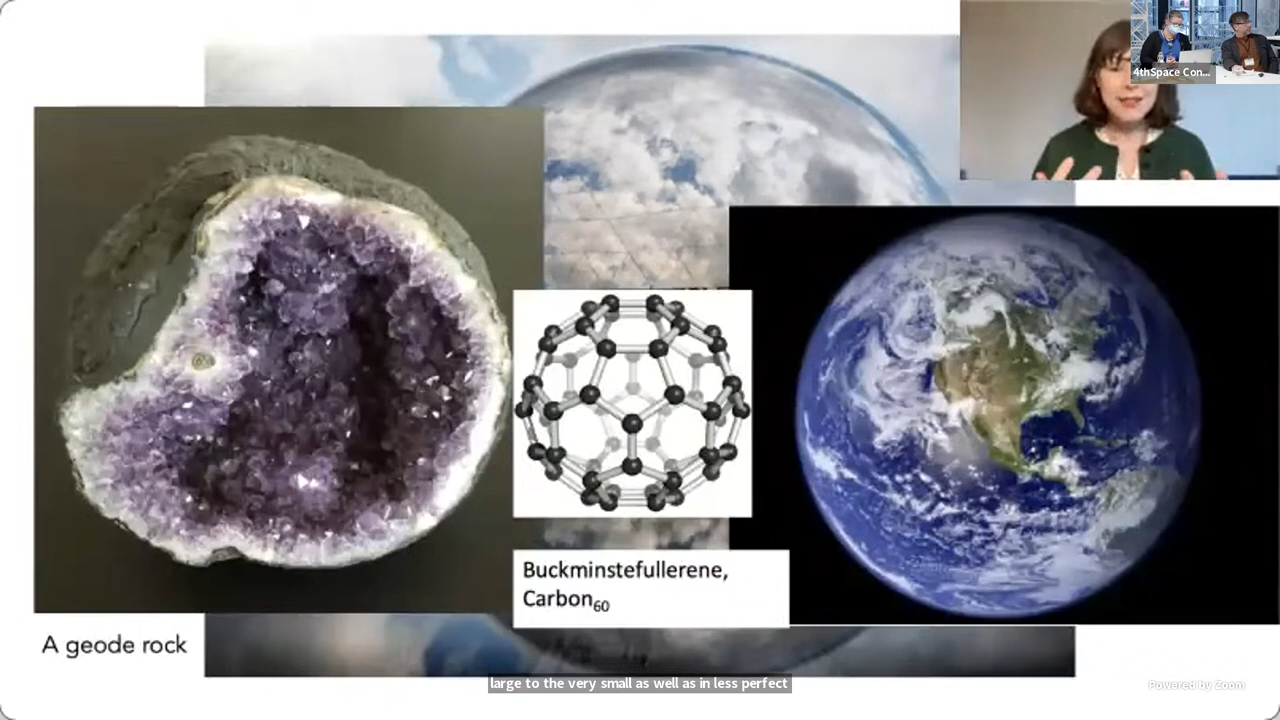 4thSpace Con...
Buckminstefullerene,
Carbon₆₀
A geode rock
large to the very small as well as in less perfect
Powered by Zoom